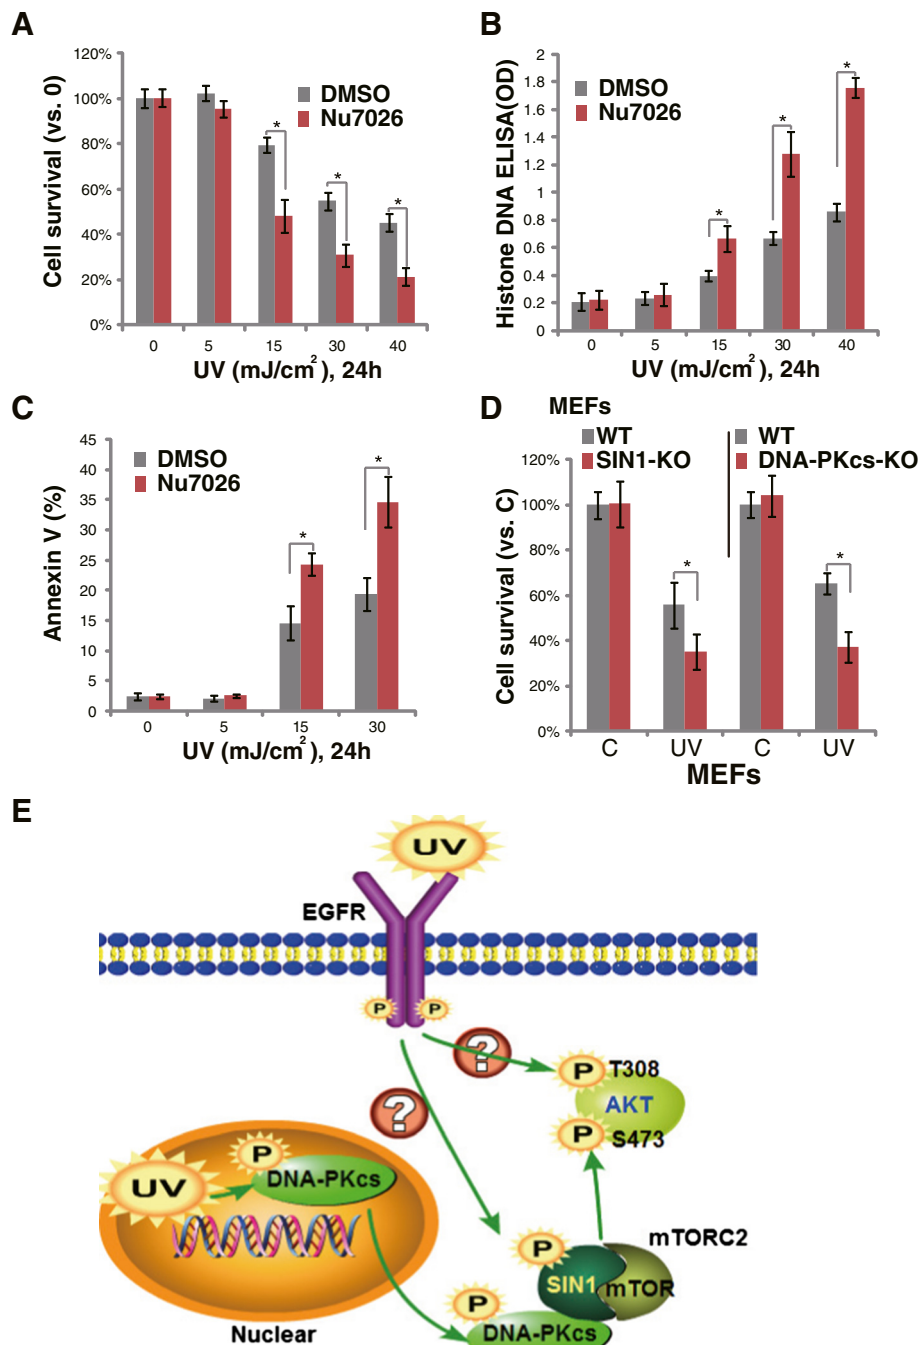 A
Cell survival (vs. 0)
120%
100%
80%
60%
40%
20%
0%
DMSO
Nu7026
*
*
*
0 5 15 30 40
UV (mJ/cm²), 24h
B
Histone DNA ELISA(OD)
2
1.8
1.6
1.4
1.2
1
0.8
0.6
0.4
0.2
0
DMSO
Nu7026
*
*
*
0 5 15 30 40
UV (mJ/cm²), 24h
C
Annexin V (%)
45
40
35
30
25
20
15
10
5
0
DMSO
Nu7026
*
*
0 5 15 30
UV (mJ/cm²), 24h
D
MEFs
WT
SIN1-KO
WT
DNA-PKcs-KO
Cell survival (vs. C)
120%
100%
80%
60%
40%
20%
0%
*
*
C UV C UV
MEFs
E
UV
EGFR
P P
?
?
P T308
AKT
P S473
P
UV
DNA-PKcs
P
mTORC2
SIN1 mTOR
P
DNA-PKcs
Nuclear